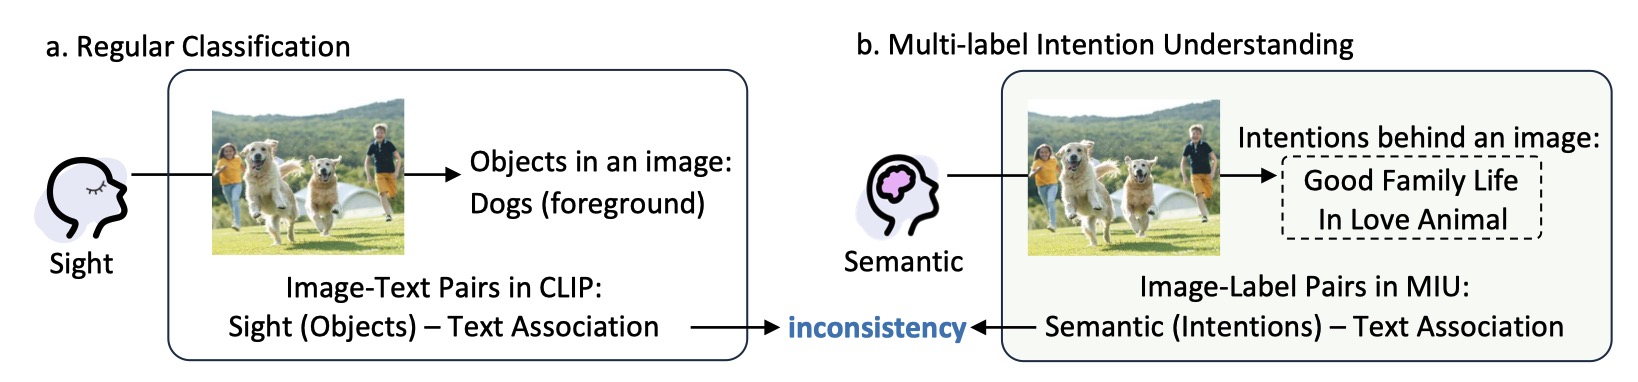 a. Regular Classification
Sight
Objects in an image:
Dogs (foreground)
Image-Text Pairs in CLIP:
Sight (Objects) – Text Association
inconsistency
b. Multi-label Intention Understanding
Semantic
Intentions behind an image:
Good Family Life
In Love Animal
Image-Label Pairs in MIU:
Semantic (Intentions) – Text Association